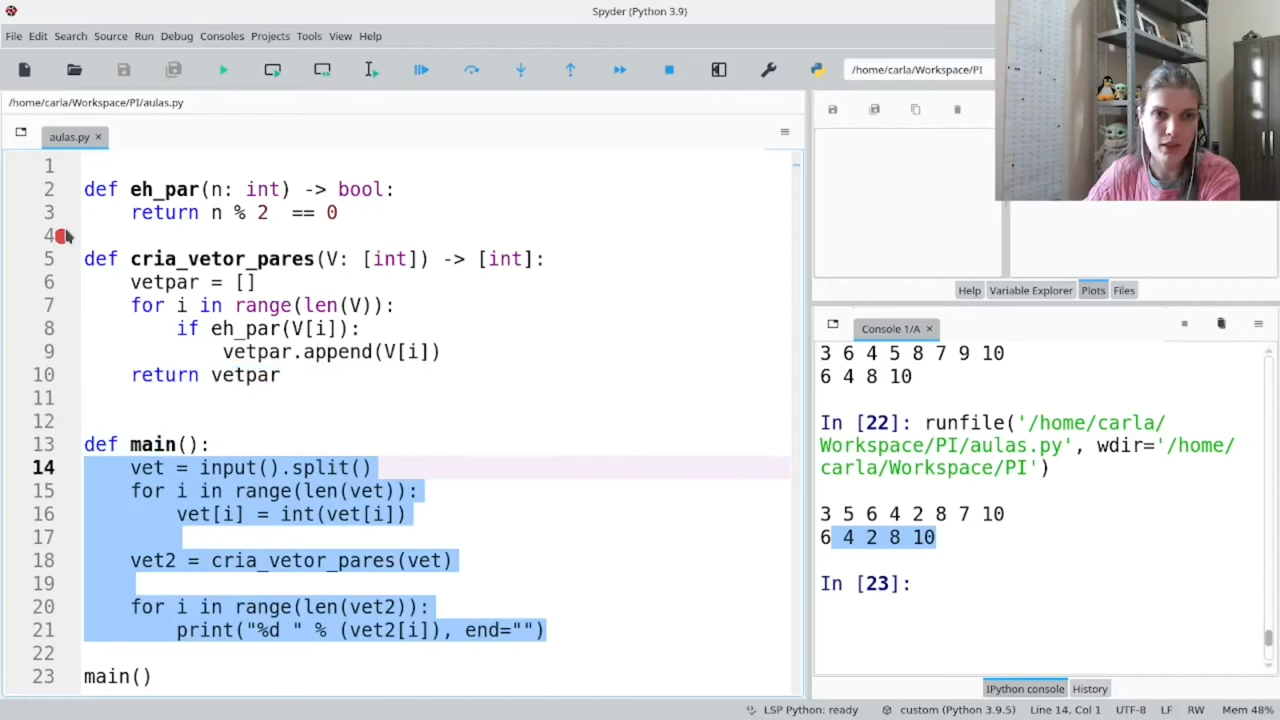 Spyder (Python 3.9)
File Edit Search Source Run Debug Consoles Projects Tools View Help
/home/carla/Workspace/PI
/home/carla/Workspace/PI/aulas.py
aulas.py ×
1
2 def eh_par(n: int) -> bool:
3     return n % 2  == 0
4
5 def cria_vetor_pares(V: [int]) -> [int]:
6     vetpar = []
7     for i in range(len(V)):
8         if eh_par(V[i]):
9             vetpar.append(V[i])
10     return vetpar
11
12
13 def main():
14     vet = input().split()
15     for i in range(len(vet)):
16         vet[i] = int(vet[i])
17
18     vet2 = cria_vetor_pares(vet)
19
20     for i in range(len(vet2)):
21         print("%d " % (vet2[i]), end="")
22
23 main()
Help Variable Explorer Plots Files
Console 1/A ×
3 6 4 5 8 7 9 10
6 4 8 10
In [22]: runfile('/home/carla/
Workspace/PI/aulas.py', wdir='/home/
carla/Workspace/PI')
3 5 6 4 2 8 7 10
6 4 2 8 10
In [23]:
IPython console History
LSP Python: ready custom (Python 3.9.5) Line 14, Col 1 UTF-8 LF RW Mem 48%